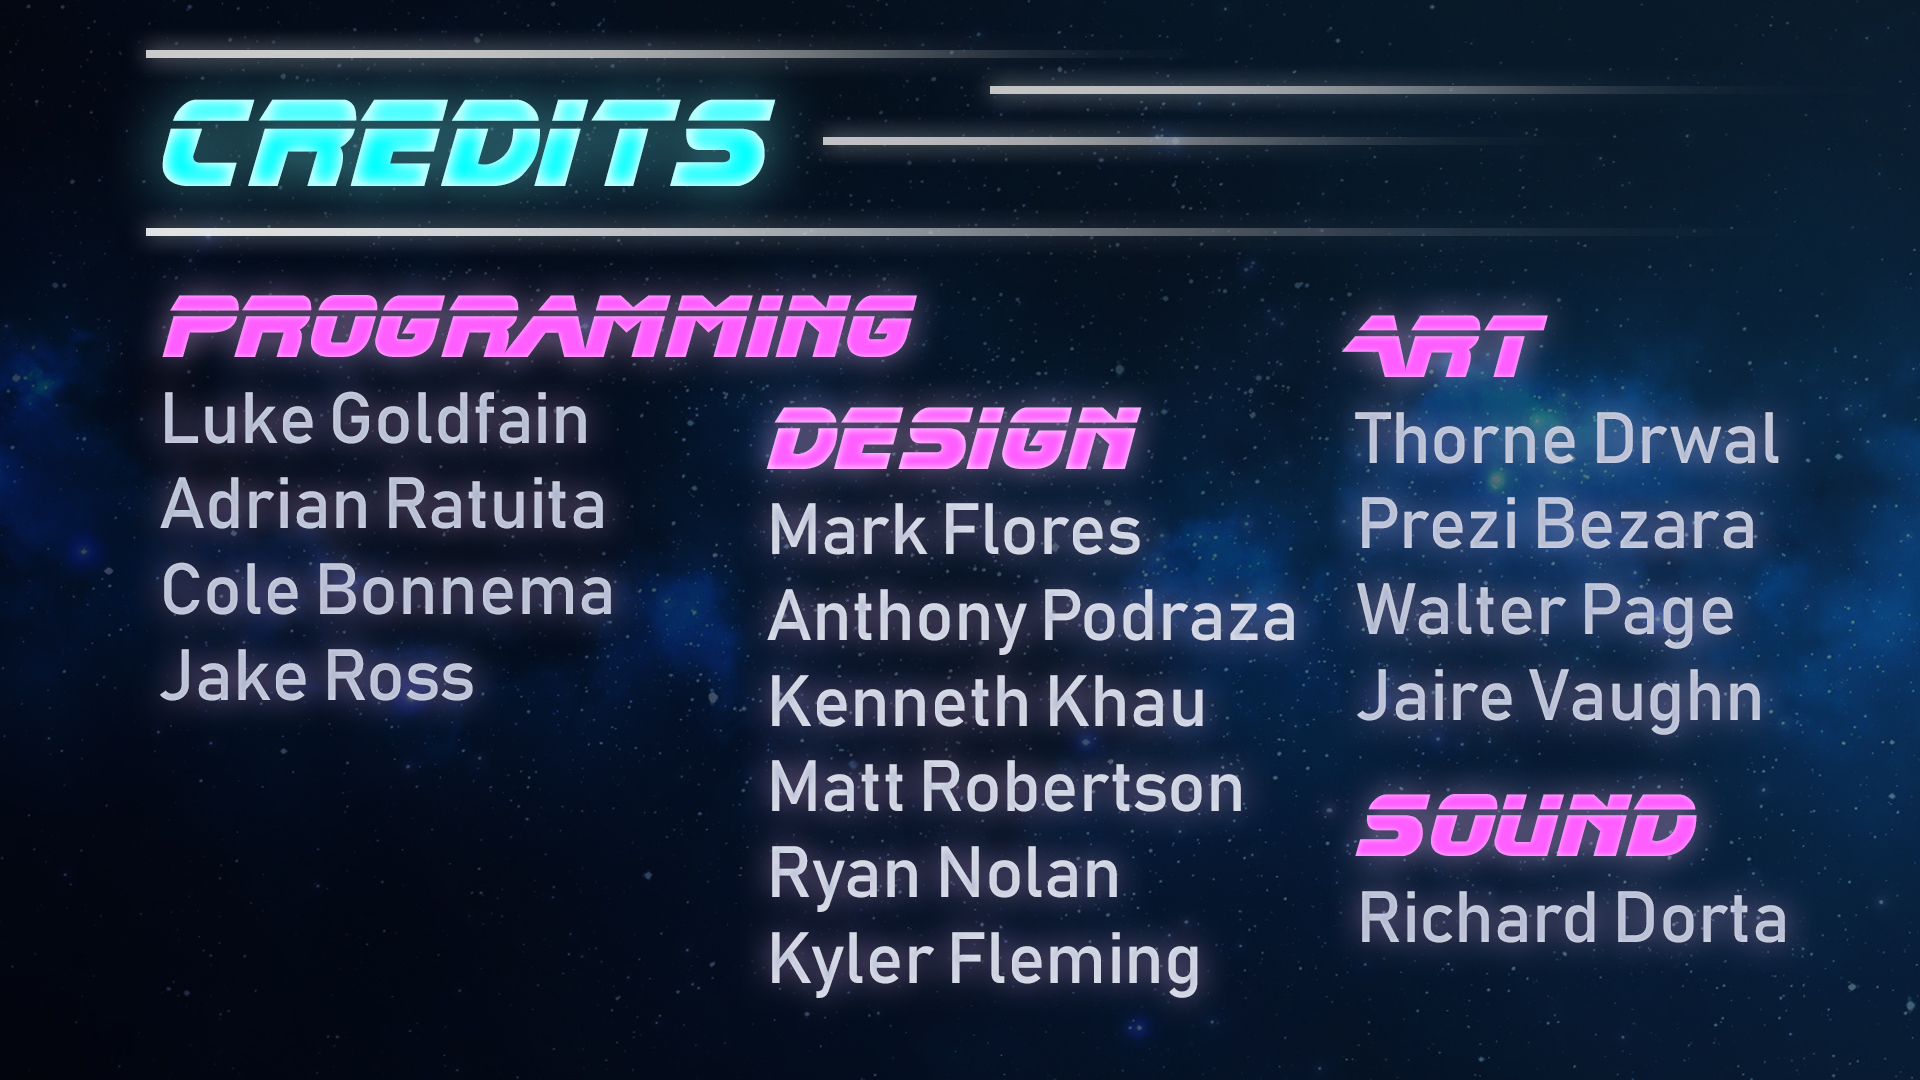 CREDITS
PROGRAMMING
Luke Goldfain
Adrian Ratuita
Cole Bonnema
Jake Ross
DESIGN
Mark Flores
Anthony Podraza
Kenneth Khau
Matt Robertson
Ryan Nolan
Kyler Fleming
ART
Thorne Drwal
Prezi Bezara
Walter Page
Jaire Vaughn
SOUND
Richard Dorta